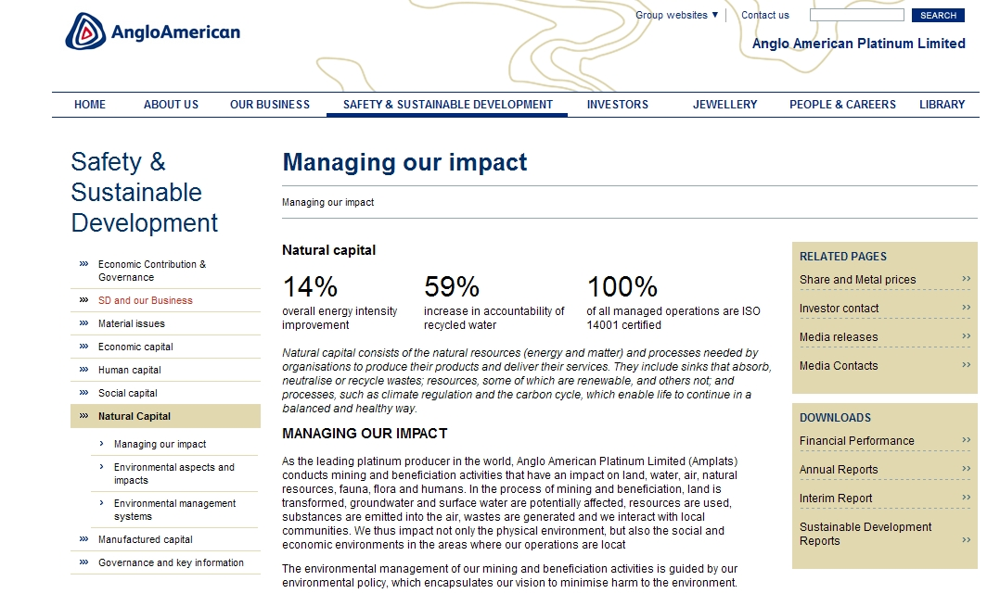 AngloAmerican
Group websites ▼ Contact us SEARCH
Anglo American Platinum Limited
HOME ABOUT US OUR BUSINESS SAFETY & SUSTAINABLE DEVELOPMENT INVESTORS JEWELLERY PEOPLE & CAREERS LIBRARY
Safety &
Sustainable
Development
Economic Contribution &
Governance
SD and our Business
Material issues
Economic capital
Human capital
Social capital
Natural Capital
Managing our impact
Environmental aspects and
impacts
Environmental management
systems
Manufactured capital
Governance and key information
Managing our impact
Managing our impact
Natural capital
14% 59% 100%
overall energy intensity increase in accountability of of all managed operations are ISO
improvement recycled water 14001 certified
Natural capital consists of the natural resources (energy and matter) and processes needed by
organisations to produce their products and deliver their services. They include sinks that absorb,
neutralise or recycle wastes; resources, some of which are renewable, and others not; and
processes, such as climate regulation and the carbon cycle, which enable life to continue in a
balanced and healthy way.
MANAGING OUR IMPACT
As the leading platinum producer in the world, Anglo American Platinum Limited (Amplats)
conducts mining and beneficiation activities that have an impact on land, water, air, natural
resources, fauna, flora and humans. In the process of mining and beneficiation, land is
transformed, groundwater and surface water are potentially affected, resources are used,
substances are emitted into the air, wastes are generated and we interact with local
communities. We thus impact not only the physical environment, but also the social and
economic environments in the areas where our operations are locat
The environmental management of our mining and beneficiation activities is guided by our
environmental policy, which encapsulates our vision to minimise harm to the environment.
RELATED PAGES
Share and Metal prices
Investor contact
Media releases
Media Contacts
DOWNLOADS
Financial Performance
Annual Reports
Interim Report
Sustainable Development
Reports